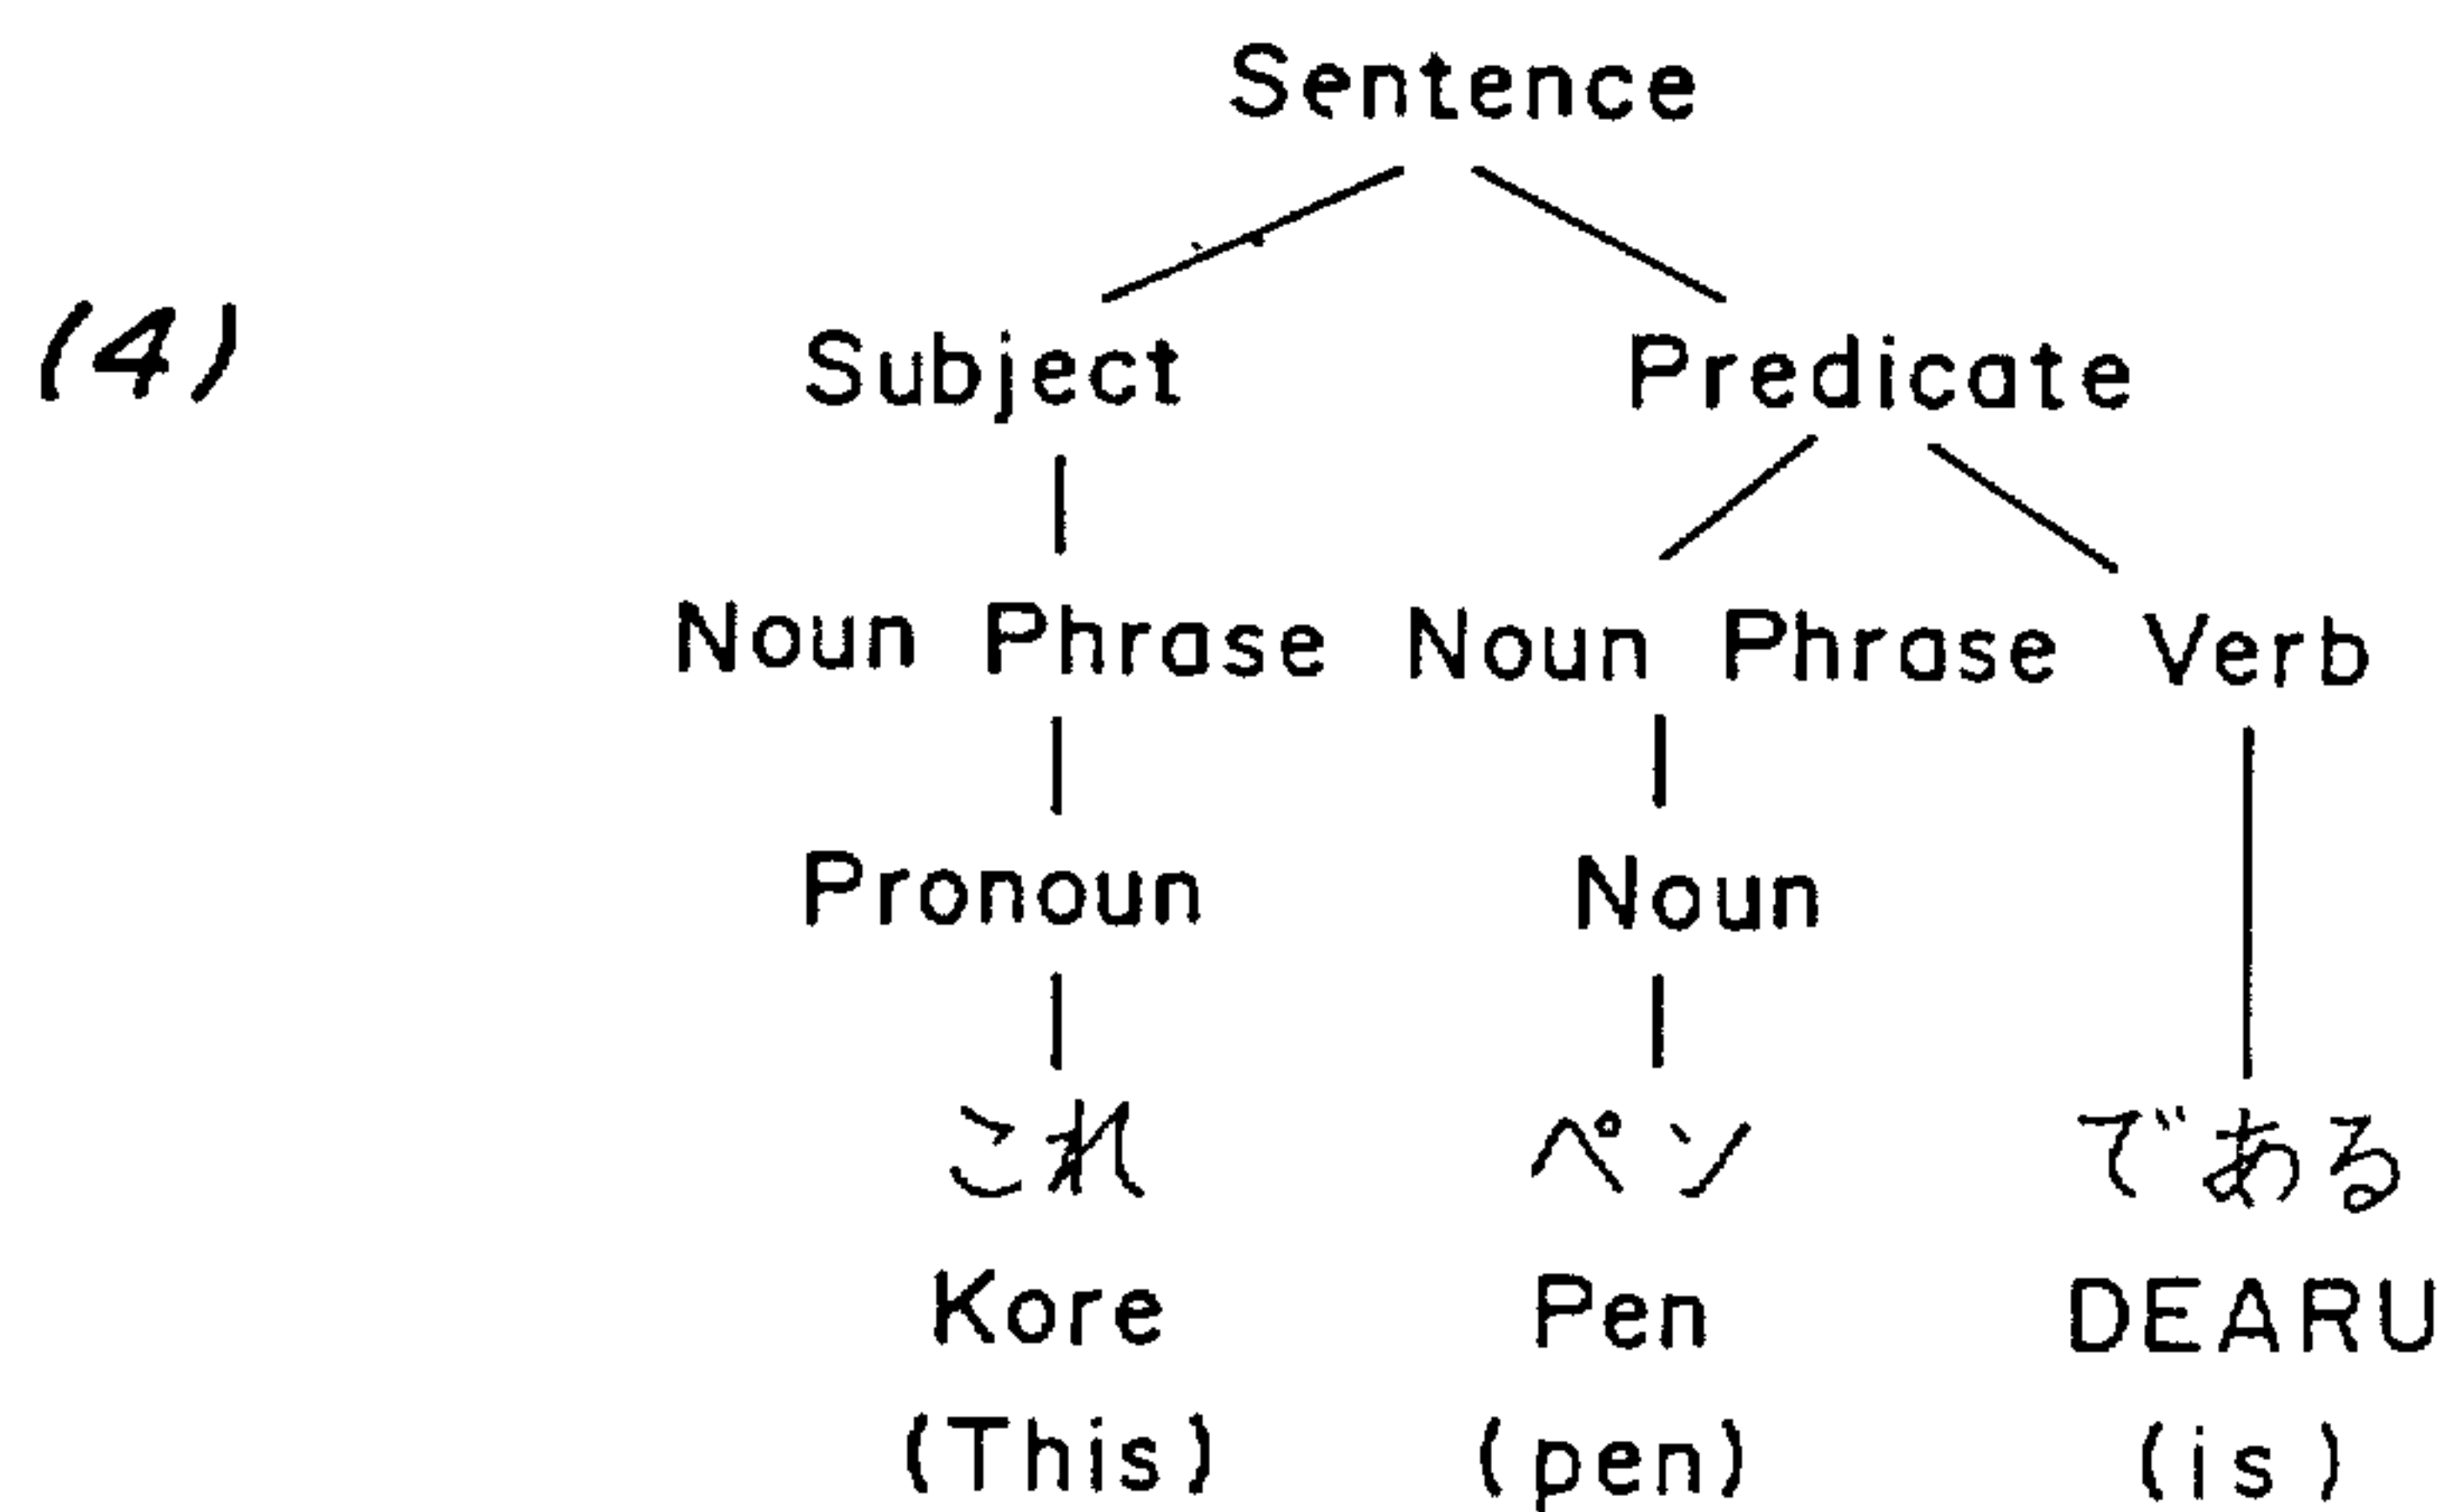 Sentence
(4) Subject Predicate
Noun Phrase Noun Phrase Verb
Pronoun Noun
これ ペン である
Kore Pen DEARU
(This) (pen) (is)